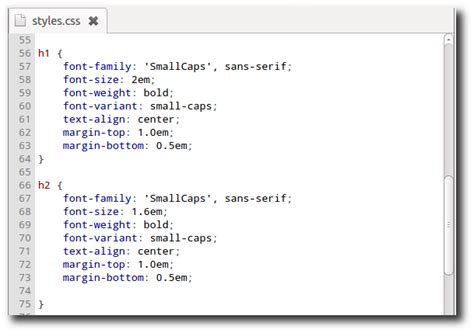 styles.css
55
56 h1 {
57     font-family: 'SmallCaps', sans-serif;
58     font-size: 2em;
59     font-weight: bold;
60     font-variant: small-caps;
61     text-align: center;
62     margin-top: 1.0em;
63     margin-bottom: 0.5em;
64 }
65
66 h2 {
67     font-family: 'SmallCaps', sans-serif;
68     font-size: 1.6em;
69     font-weight: bold;
70     font-variant: small-caps;
71     text-align: center;
72     margin-top: 1.0em;
73     margin-bottom: 0.5em;
74
75 }
76